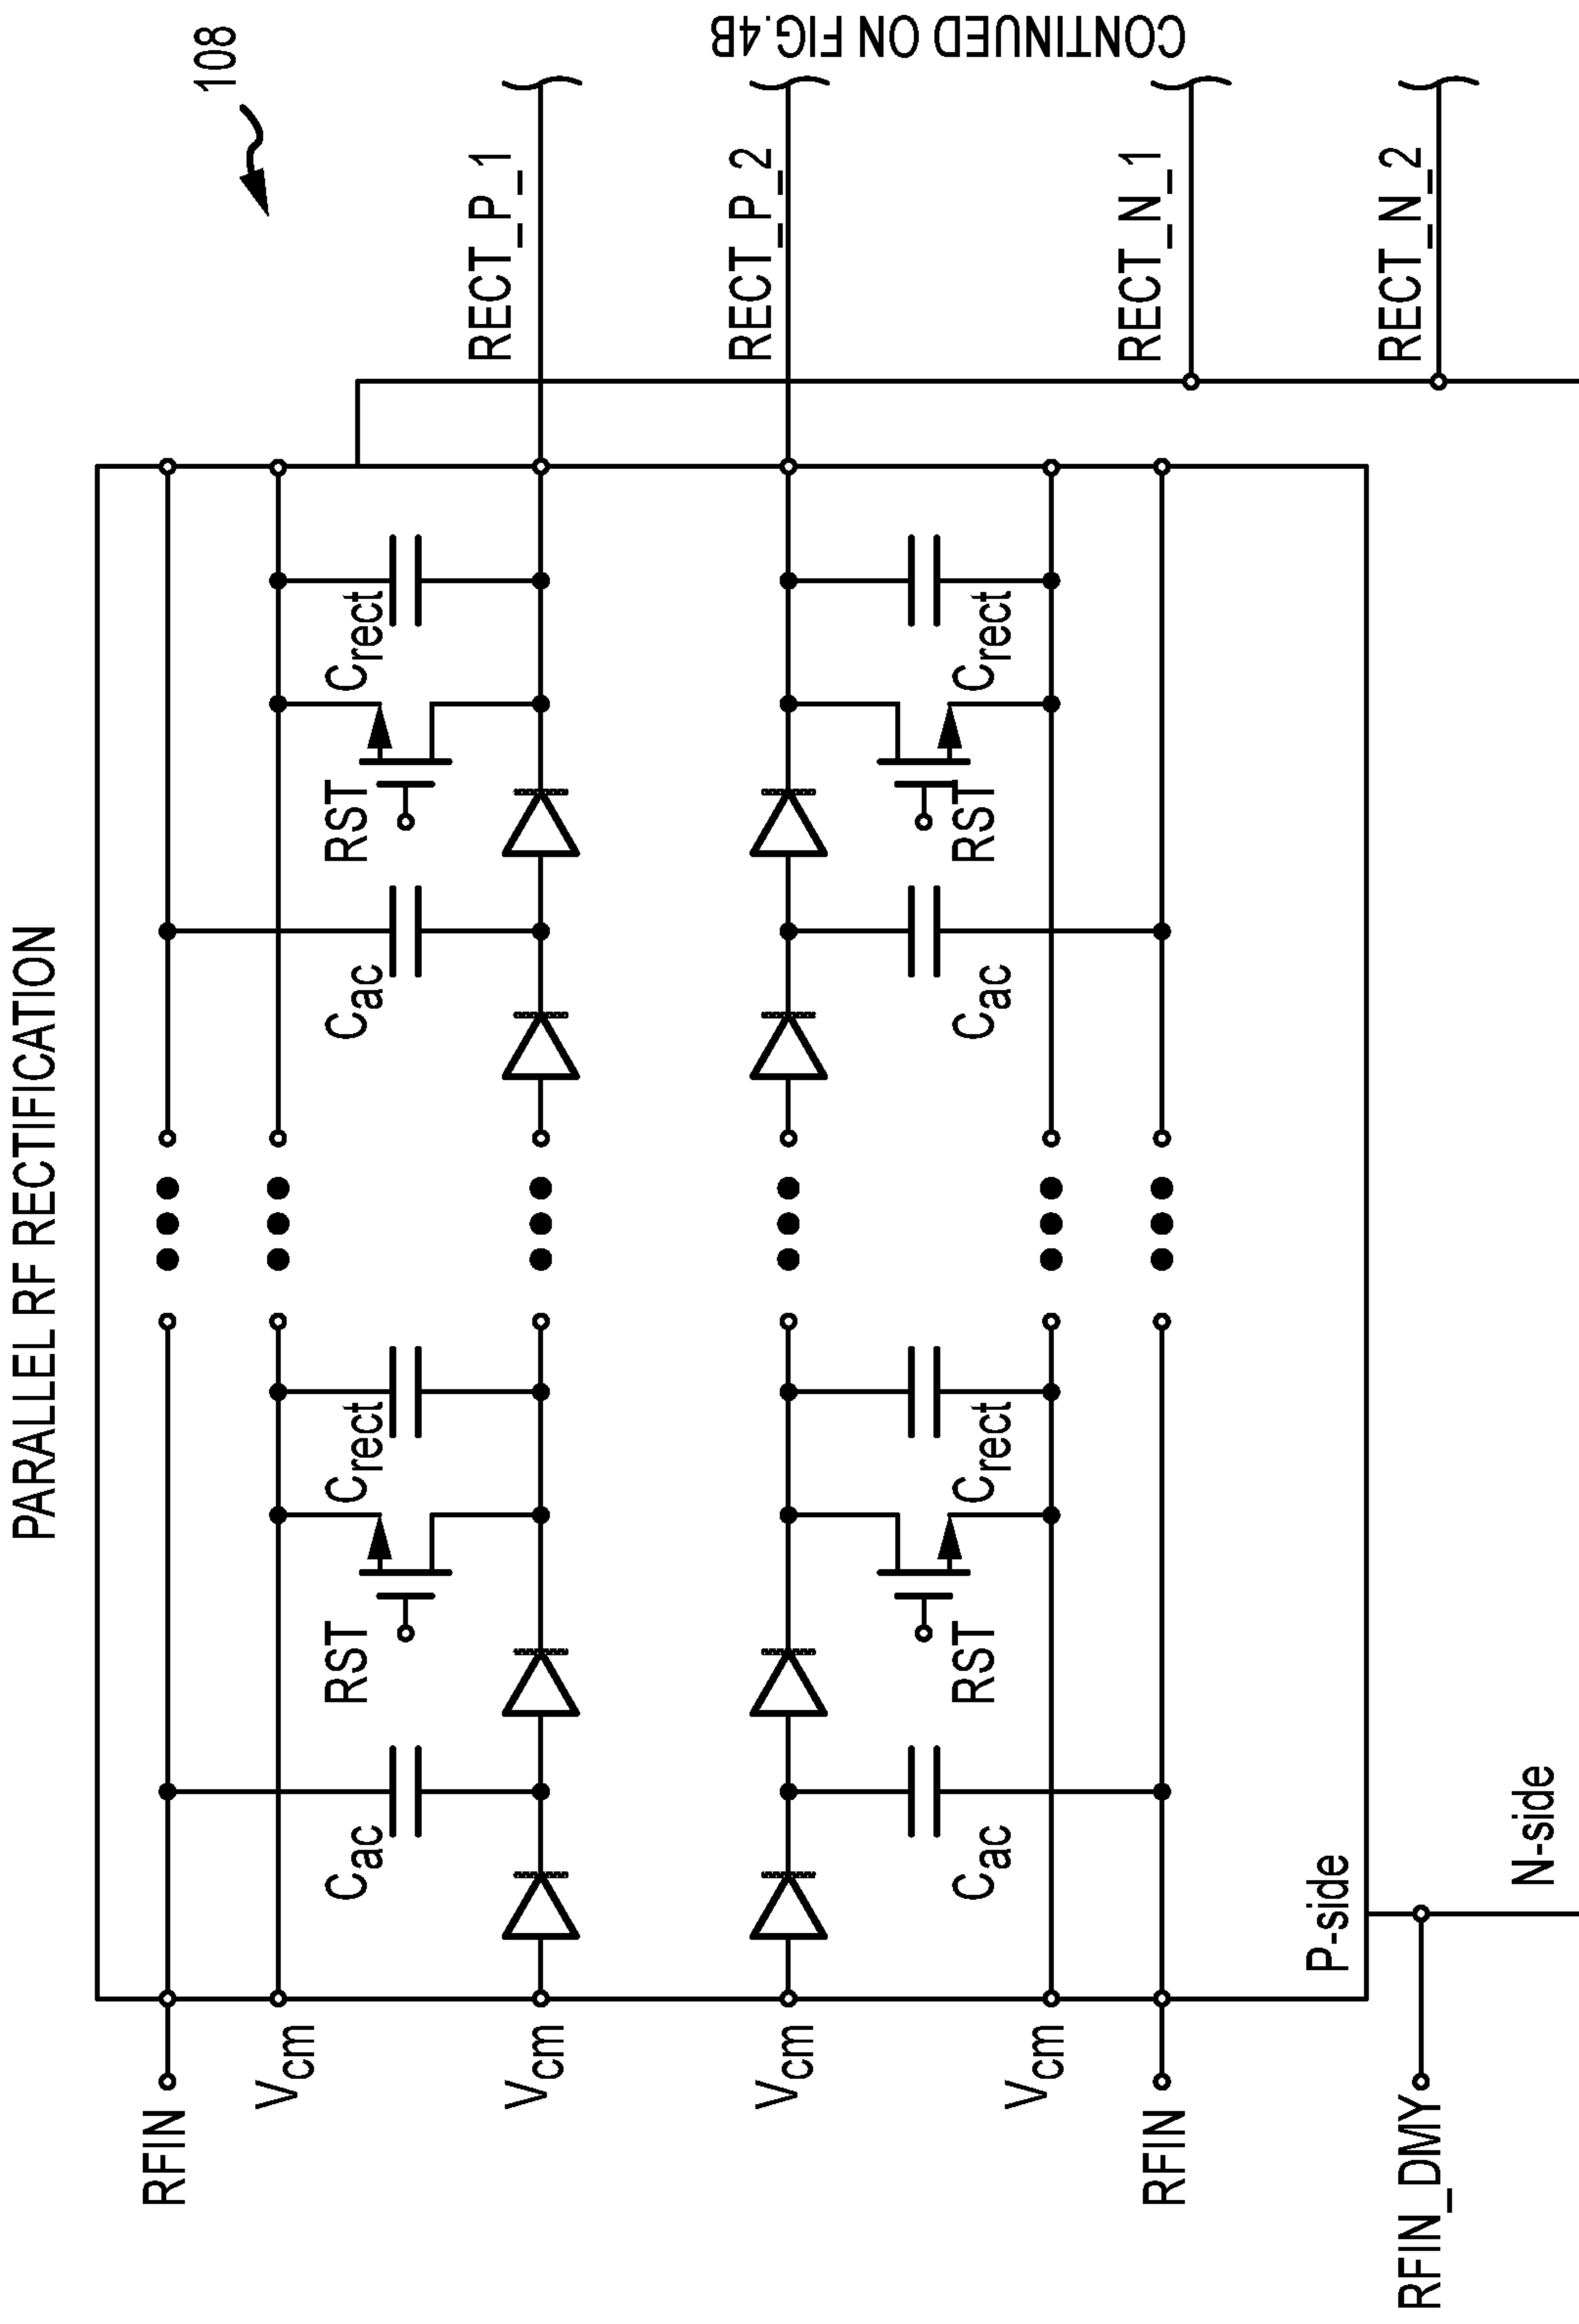 PARALLEL RF RECTIFICATION
108
RFIN
Vcm
Cac
RST
Crect
Cac
RST
Crect
Vcm
RECT_P_1
Vcm
RECT_P_2
Cac
RST
Crect
Cac
RST
Crect
Vcm
RFIN
RECT_N_1
P-side
RFIN_DMY
RECT_N_2
N-side
CONTINUED ON FIG.4B